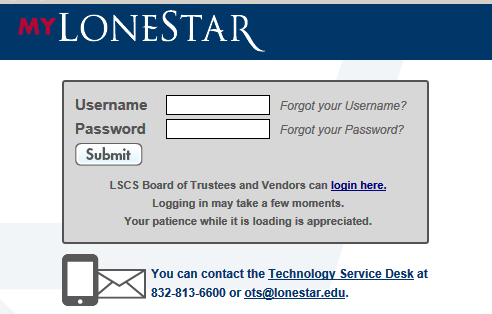 MYLONESTAR
Username Forgot your Username?
Password Forgot your Password?
Submit
LSCS Board of Trustees and Vendors can login here.
Logging in may take a few moments.
Your patience while it is loading is appreciated.
You can contact the Technology Service Desk at
832-813-6600 or ots@lonestar.edu.